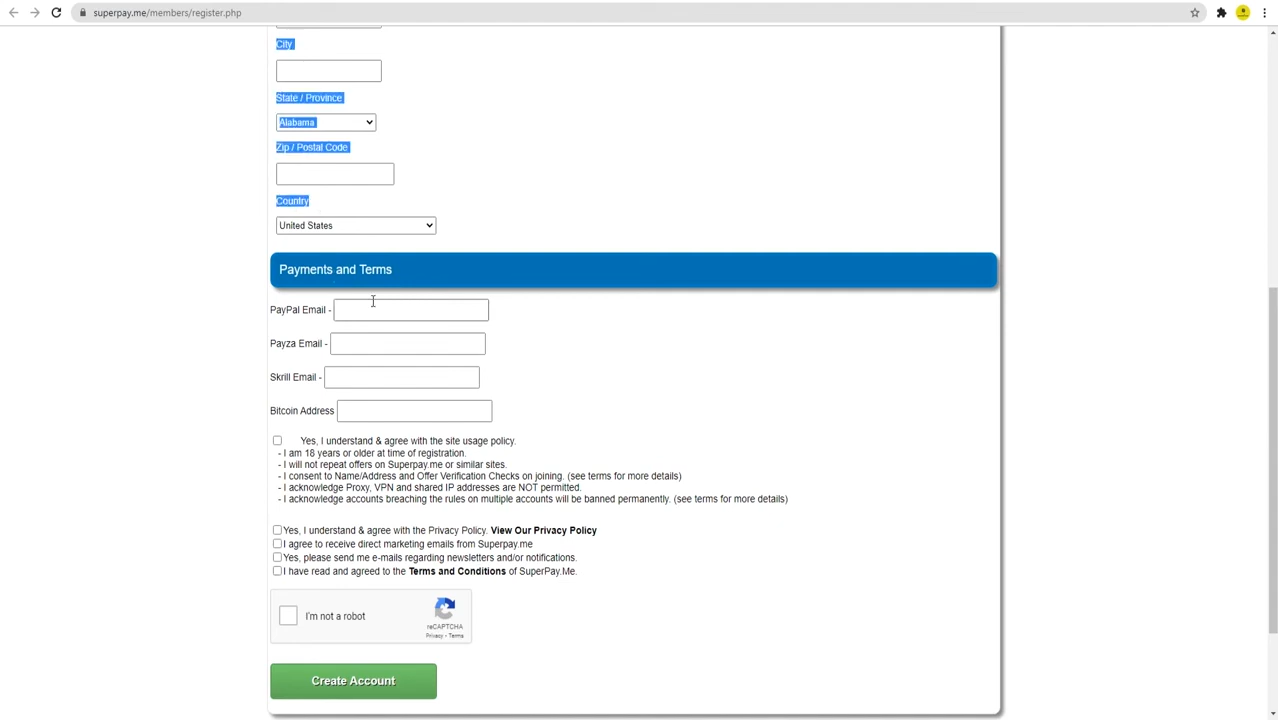 superpay.me/members/register.php
City
State / Province
Alabama
Zip / Postal Code
Country
United States
Payments and Terms
PayPal Email -
Payza Email -
Skrill Email -
Bitcoin Address
Yes, I understand & agree with the site usage policy.
- I am 18 years or older at time of registration.
- I will not repeat offers on Superpay.me or similar sites.
- I consent to Name/Address and Offer Verification Checks on joining. (see terms for more details)
- I acknowledge Proxy, VPN and shared IP addresses are NOT permitted.
- I acknowledge accounts breaching the rules on multiple accounts will be banned permanently. (see terms for more details)
Yes, I understand & agree with the Privacy Policy. View Our Privacy Policy
I agree to receive direct marketing emails from Superpay.me
Yes, please send me e-mails regarding newsletters and/or notifications.
I have read and agreed to the Terms and Conditions of SuperPay.Me.
I'm not a robot
reCAPTCHA
Privacy - Terms
Create Account